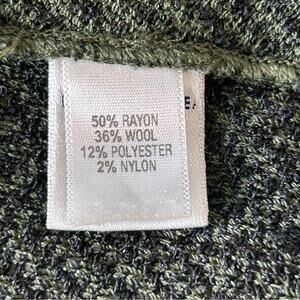 50% RAYON
36% WOOL
12% POLYESTER
2% NYLON